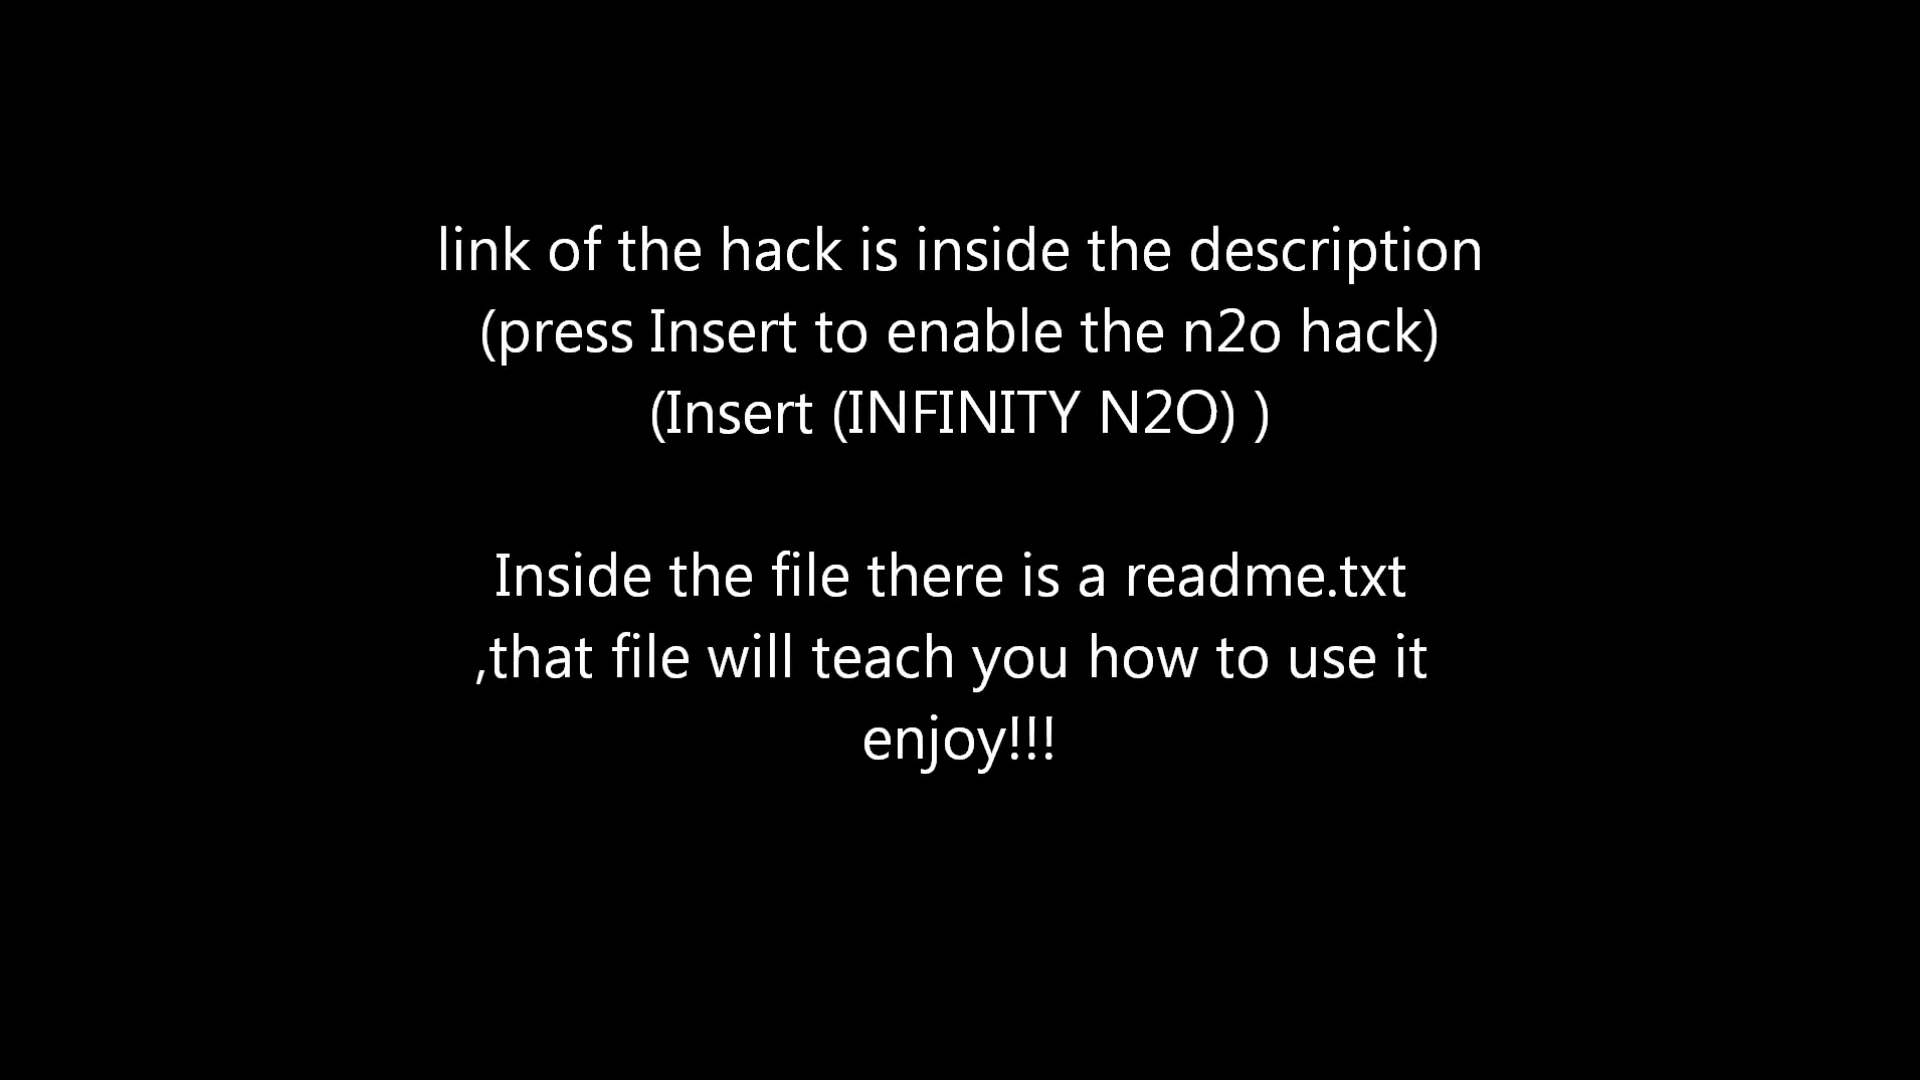 link of the hack is inside the description
(press Insert to enable the n2o hack)
(Insert (INFINITY N2O) )
Inside the file there is a readme.txt
,that file will teach you how to use it
enjoy!!!